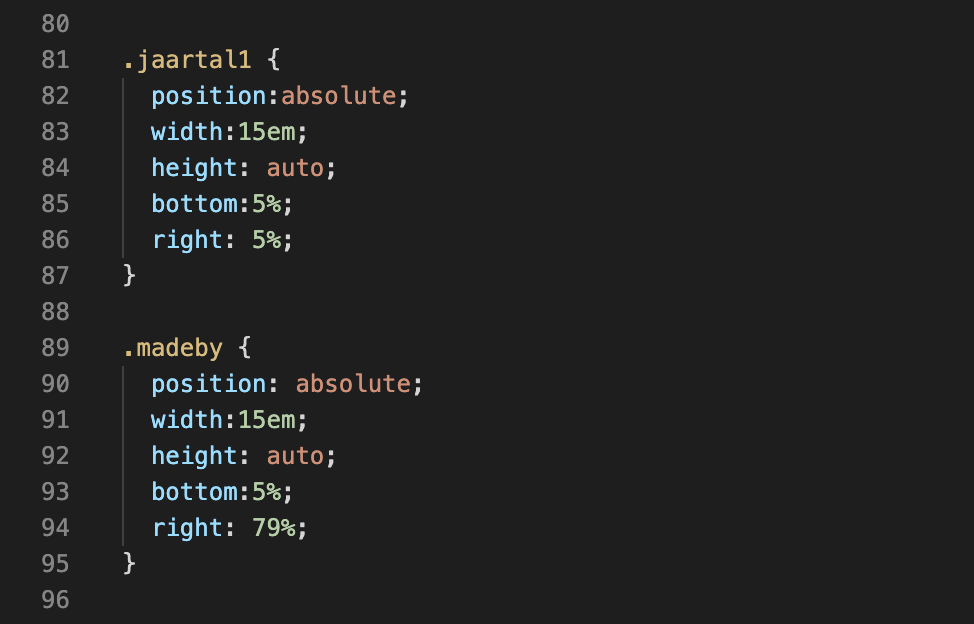 80
81 .jaartal1 {
82 position:absolute;
83 width:15em;
84 height: auto;
85 bottom:5%;
86 right: 5%;
87 }
88
89 .madeby {
90 position: absolute;
91 width:15em;
92 height: auto;
93 bottom:5%;
94 right: 79%;
95 }
96